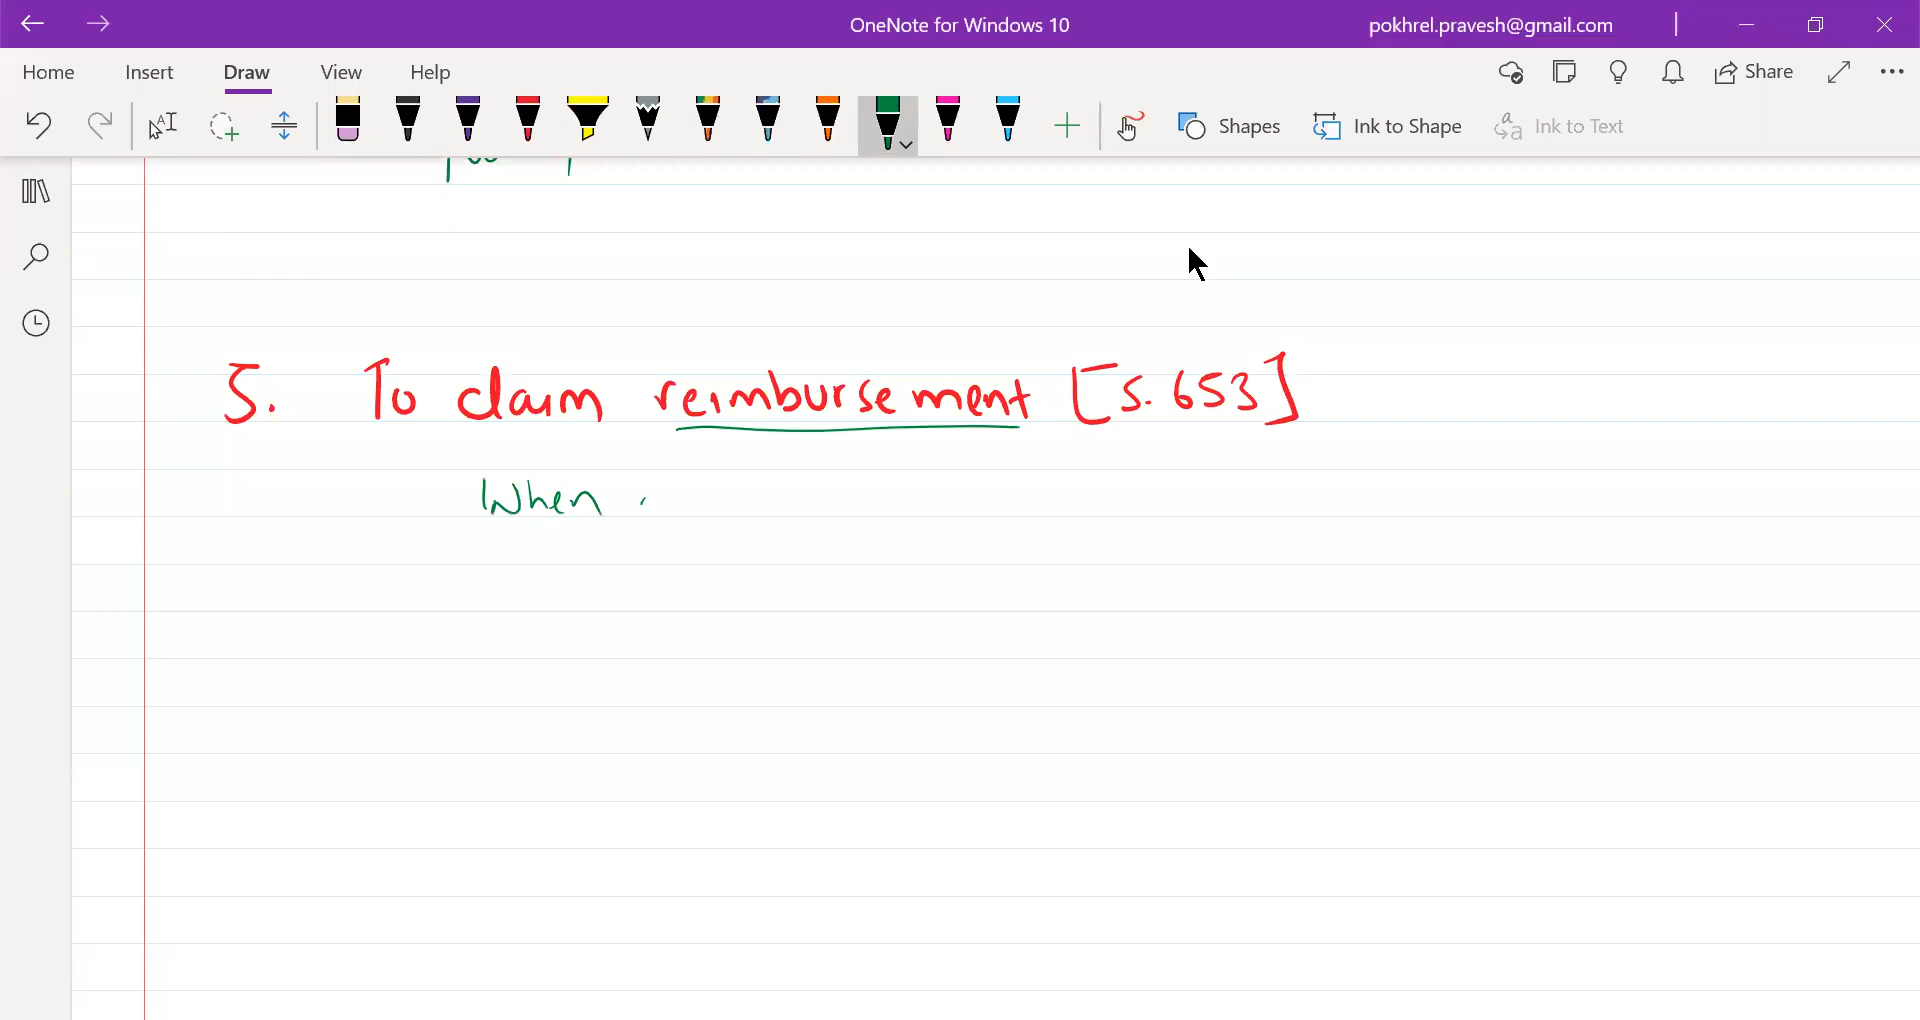 OneNote for Windows 10
pokhrel.pravesh@gmail.com
Home Insert Draw View Help
Share
Shapes
Ink to Shape
Ink to Text
5. To claim reimbursement [S. 653]
When